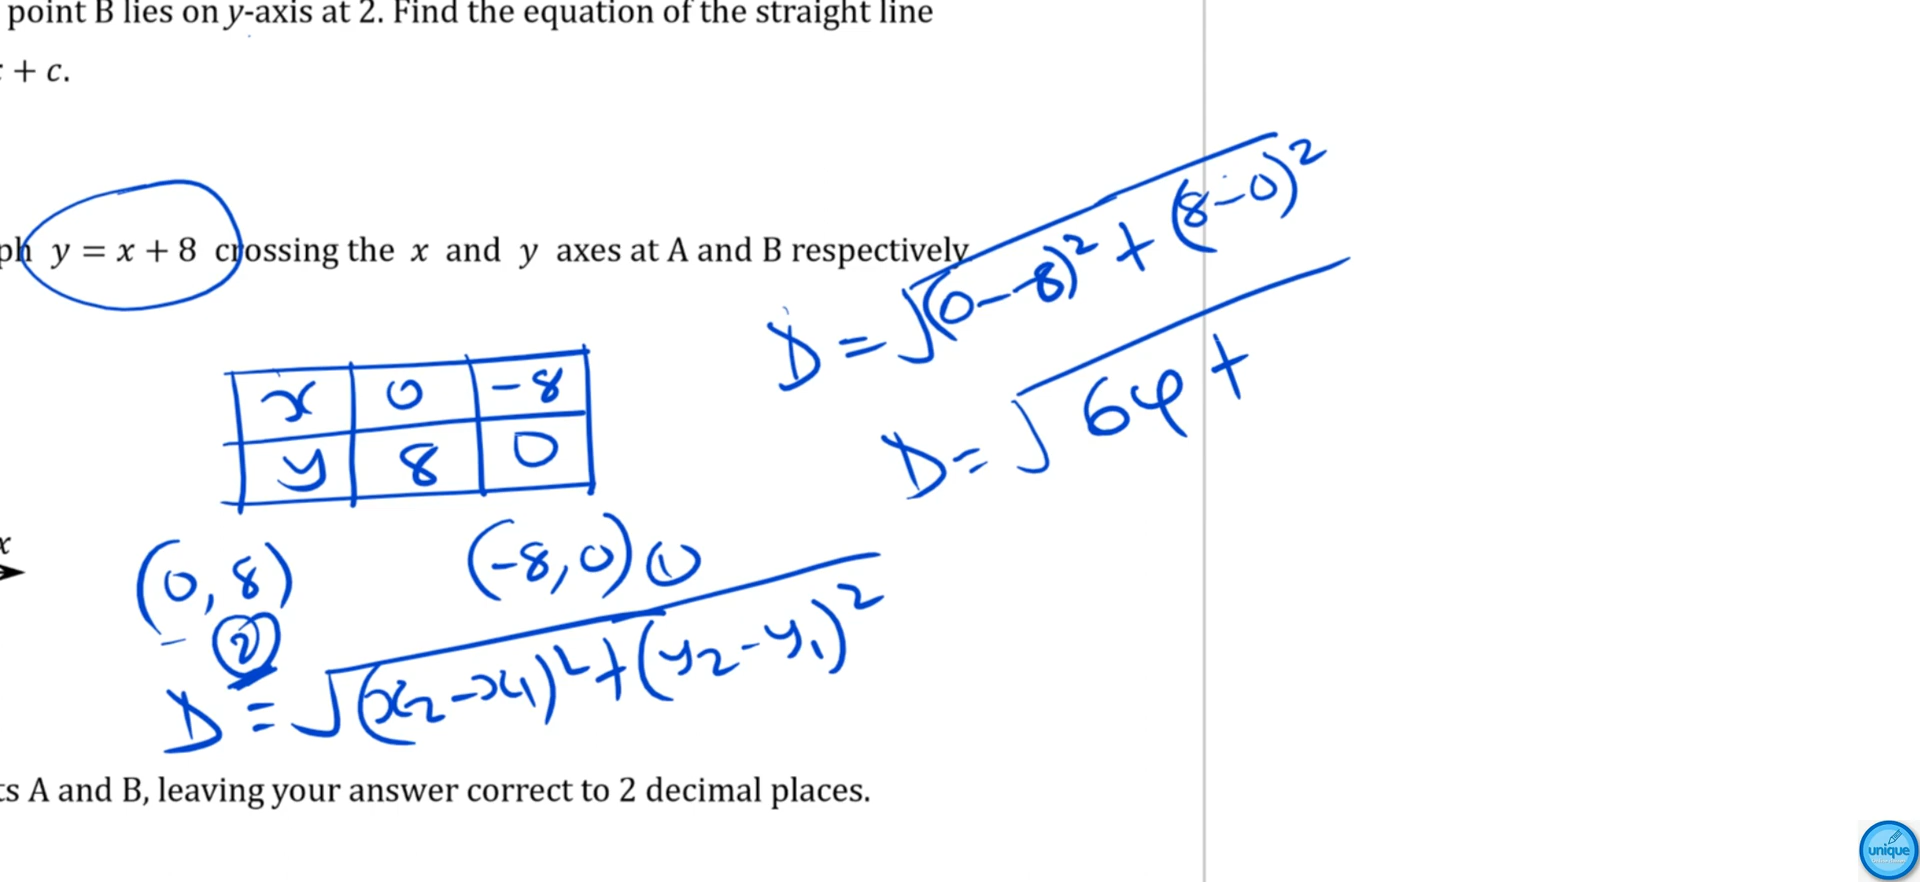 point B lies on y-axis at 2. Find the equation of the straight line
+ c.
ph y = x + 8 crossing the x and y axes at A and B respectively
D = √(0--8)² + (8-0)²
x 0 -8
y 8 0
D = √64 +
x
(0,8) (-8,0) 1
2
D = √(x₂-x₁)² + (y₂-y₁)²
ts A and B, leaving your answer correct to 2 decimal places.
unique